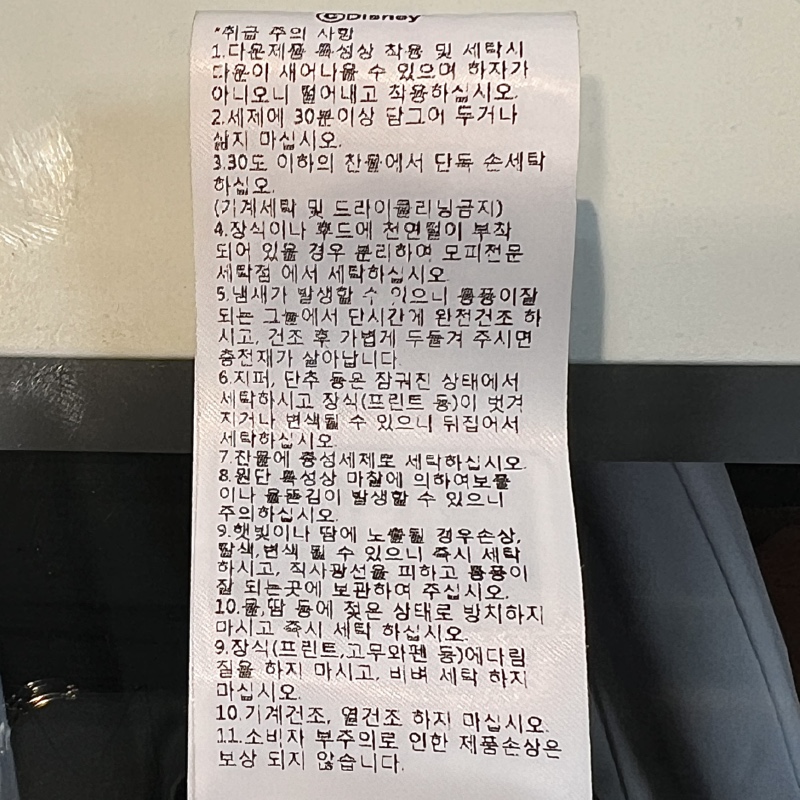 ©Disney
*취급 주의 사항
1.다운제품 특성상 착용 및 세탁시
다운이 새어나올 수 있으며 하자가
아니오니 털어내고 착용하십시오.
2.세제에 30분이상 담그어 두거나
삶지 마십시오.
3.30도 이하의 찬물에서 단독 손세탁
하십시오.
(기계세탁 및 드라이클리닝금지)
4.장식이나 후드에 천연털이 부착
되어 있을 경우 분리하여 모피전문
세탁점 에서 세탁하십시오.
5.냄새가 발생할 수 있으니 통풍이잘
되는 그늘에서 단시간에 완전건조 하
시고, 건조 후 가볍게 두들겨 주시면
충전재가 살아납니다.
6.지퍼, 단추 등은 잠궈진 상태에서
세탁하시고 장식(프린트 등)이 벗겨
지거나 변색될 수 있으니 뒤집어서
세탁하십시오.
7.찬물에 중성세제로 세탁하십시오.
8.원단 특성상 마찰에 의하여보풀
이나 올뜯김이 발생할 수 있으니
주의하십시오.
9.햇빛이나 땀에 노출될 경우손상,
탈색,변색 될 수 있으니 즉시 세탁
하시고, 직사광선을 피하고 통풍이
잘 되는곳에 보관하여 주십시오.
10.물,땀 등에 젖은 상태로 방치하지
마시고 즉시 세탁 하십시오.
9.장식(프린트,고무와펜 등)에다림
질을 하지 마시고, 비벼 세탁 하지
마십시오.
10.기계건조, 열건조 하지 마십시오.
11.소비자 부주의로 인한 제품손상은
보상 되지 않습니다.